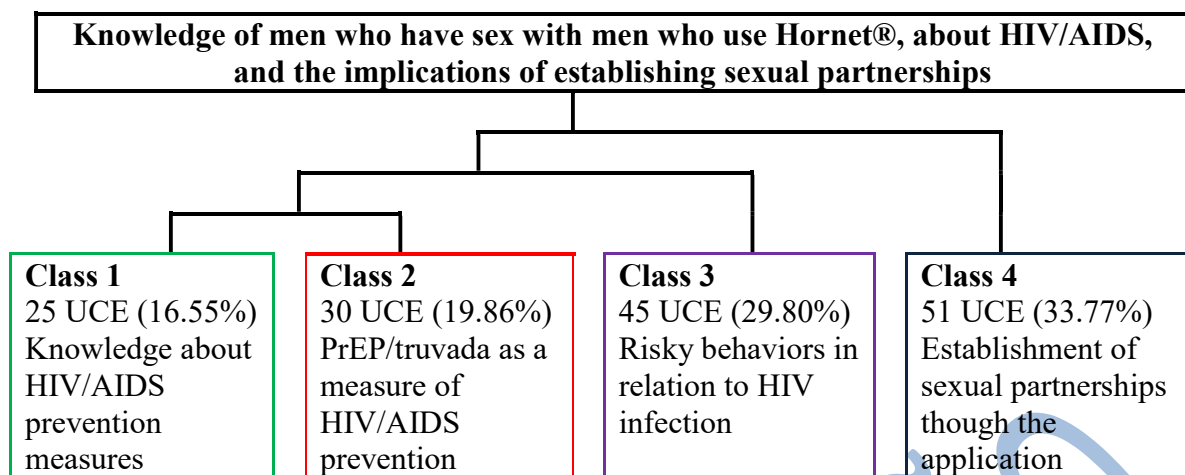 Knowledge of men who have sex with men who use Hornet®, about HIV/AIDS,
and the implications of establishing sexual partnerships
Class 1
25 UCE (16.55%)
Knowledge about
HIV/AIDS
prevention
measures
Class 2
30 UCE (19.86%)
PrEP/truvada as a
measure of
HIV/AIDS
prevention
Class 3
45 UCE (29.80%)
Risky behaviors in
relation to HIV
infection
Class 4
51 UCE (33.77%)
Establishment of
sexual partnerships
though the
application